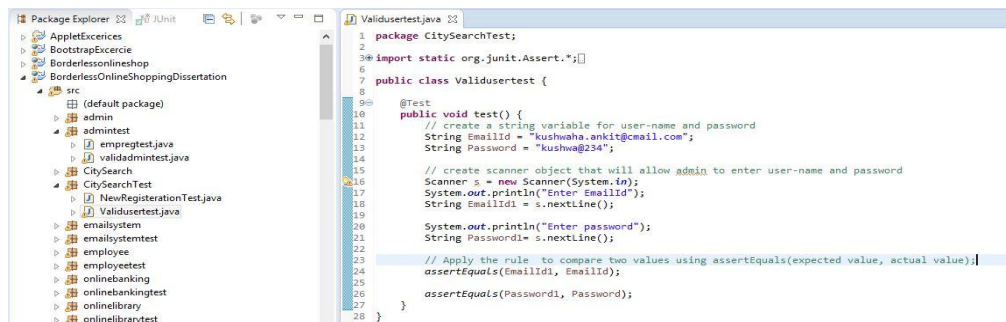 Package Explorer
JUnit
AppletExcerices
BootstrapExcercie
Borderlessonlineshop
BorderlessOnlineShoppingDissertation
src
(default package)
admin
admintest
empregtest.java
validadmintest.java
CitySearch
CitySearchTest
NewRegisterationTest.java
Validusertest.java
emailsystem
emailsystemtest
employee
employeetest
onlinebanking
onlinebankingtest
onlinelibrary
onlinelibrarytest
Validusertest.java
1 package CitySearchTest;
2
3 import static org.junit.Assert.*;
7 public class Validusertest {
8
9 @Test
10 public void test() {
11 // create a string variable for user-name and password
12 String EmailId = "kushwaha.ankit@cmail.com";
13 String Password = "kushwa@234";
14
15 // create scanner object that will allow admin to enter user-name and password
16 Scanner s = new Scanner(System.in);
17 System.out.println("Enter EmailId");
18 String EmailId1 = s.nextLine();
19
20 System.out.println("Enter password");
21 String Password1= s.nextLine();
22
23 // Apply the rule  to compare two values using assertEquals(expected value, actual value);
24 assertEquals(EmailId1, EmailId);
25
26 assertEquals(Password1, Password);
27 }
28 }